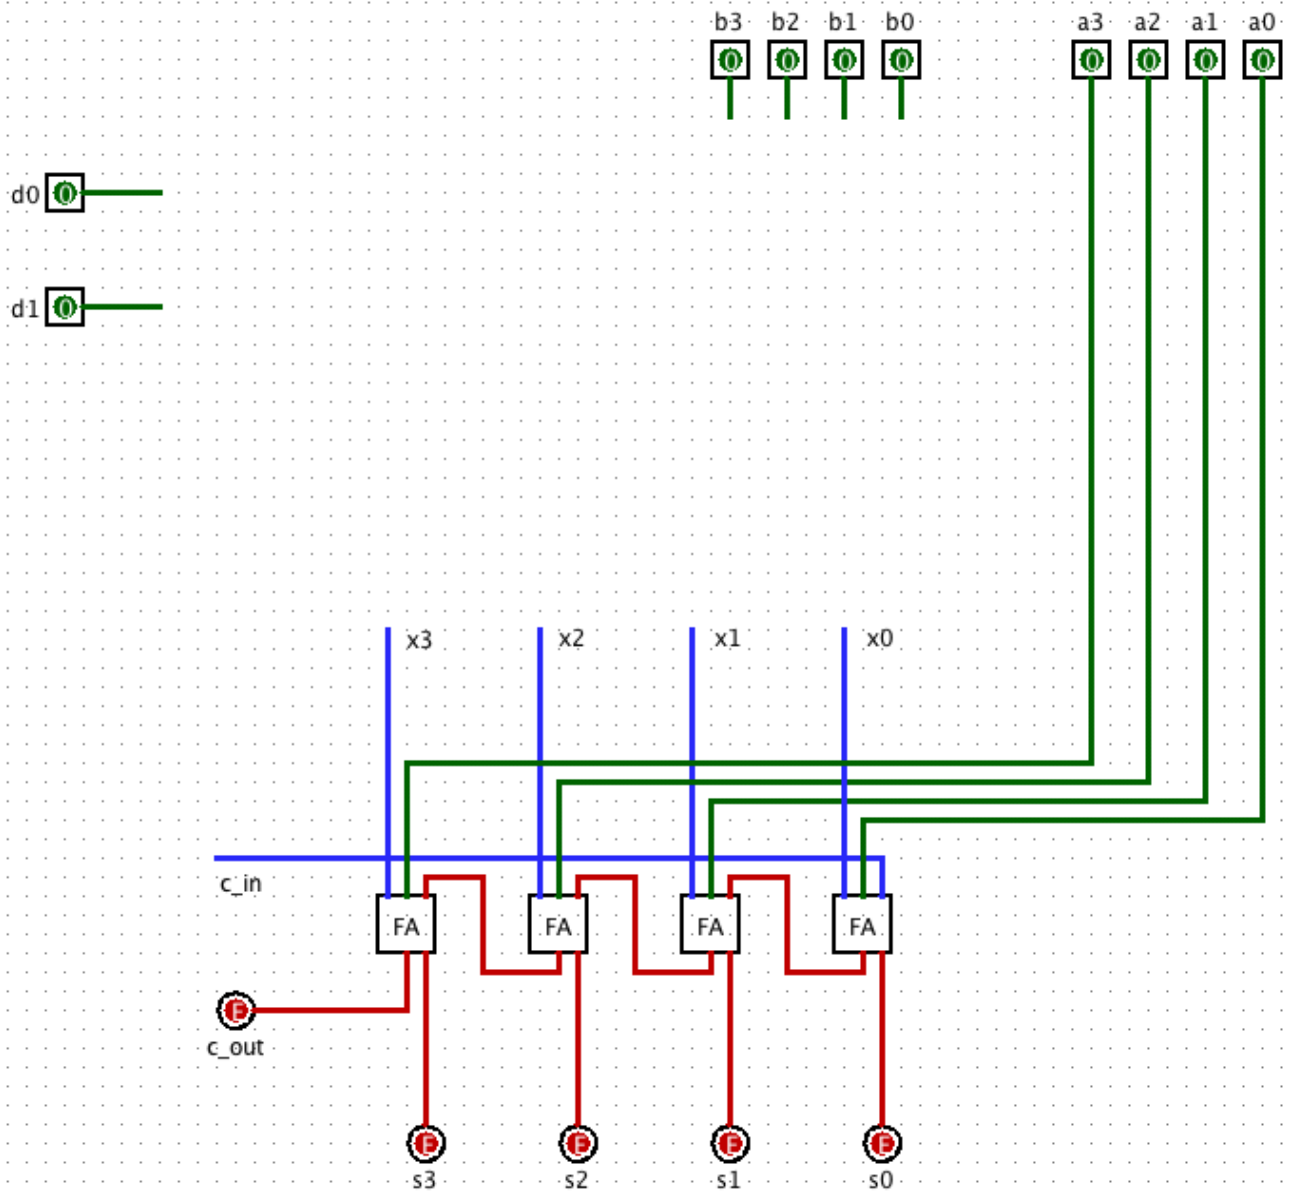 b3 b2 b1 b0 a3 a2 a1 a0
0 0 0 0 0 0 0 0
d0 0
d1 0
x3 x2 x1 x0
c_in
FA FA FA FA
E
c_out
E E E E
s3 s2 s1 s0